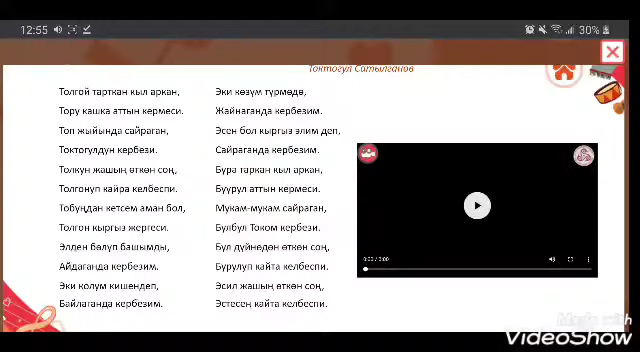 12:55
30%
Токтогул Сатылганов
Толгой тарткан кыл аркан,
Тору кашка аттын кермеси.
Топ жыйында сайраган,
Токтогулдун кербези.
Толкун жашың өткөн соң,
Толгонуп кайра келбеспи.
Тобуңдан кетсем аман бол,
Толгон кыргыз жергеси.
Элден бөлүп башымды,
Айдаганда кербезим.
Эки колум кишендеп,
Байлаганда кербезим.
Эки көзүм түрмөдө,
Жайнаганда кербезим.
Эсен бол кыргыз элим деп,
Сайраганда кербезим.
Бура тарткан кыл аркан,
Буурул аттын кермеси.
Мукам-мукам сайраган,
Булбул Током кербези.
Бул дүйнөдөн өткөн соң,
Бурулуп кайта келбеспи.
Эсил жашың өткөн соң,
Эстесең кайта келбеспи.
0:00 / 3:00
Made with
VideoShow